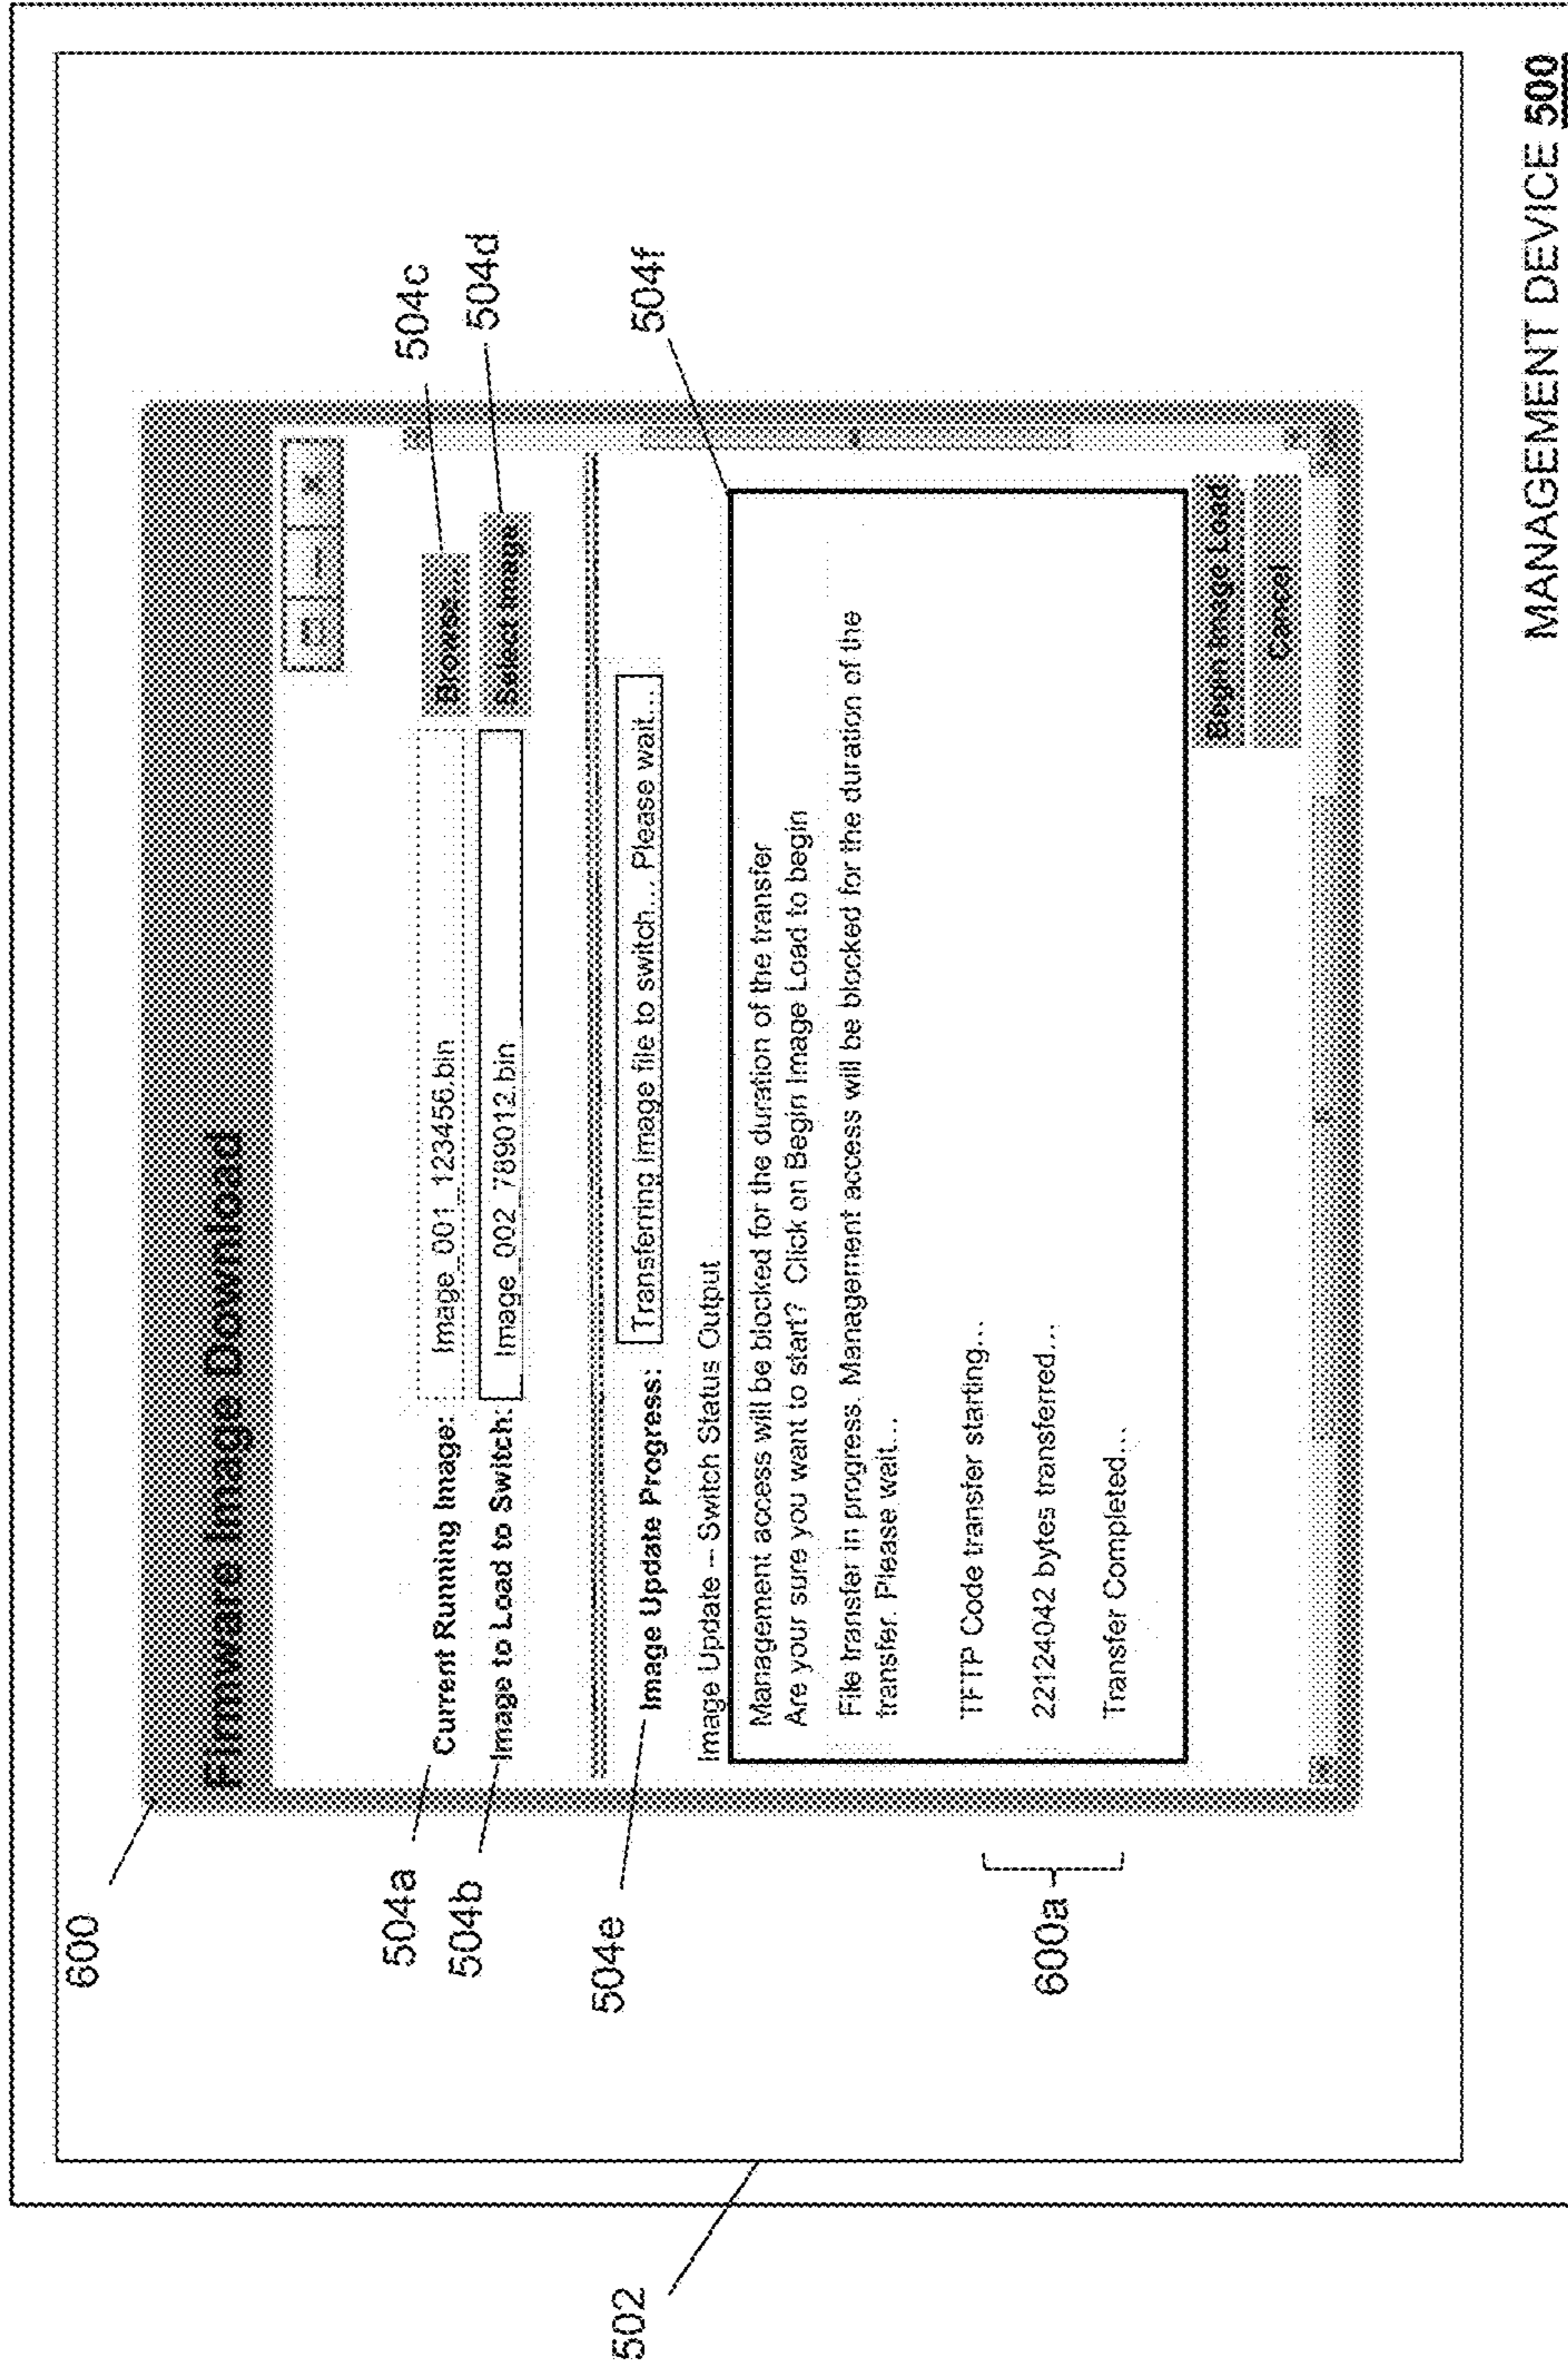 600
Firmware Image Download
504a
Current Running Image:
Image_001_123456.bin
Browse...
504c
504b
Image to Load to Switch:
Image_002_789012.bin
Select Image
504d
504e
Image Update Progress:
Transferring image file to switch... Please wait...
Image Update – Switch Status Output
504f
Management access will be blocked for the duration of the transfer
Are your sure you want to start? Click on Begin Image Load to begin
File transfer in progress. Management access will be blocked for the duration of the
transfer. Please wait...
TFTP Code transfer starting...
600a
22124042 bytes transferred...
Transfer Completed...
Begin Image Load
Cancel
502
MANAGEMENT DEVICE 500